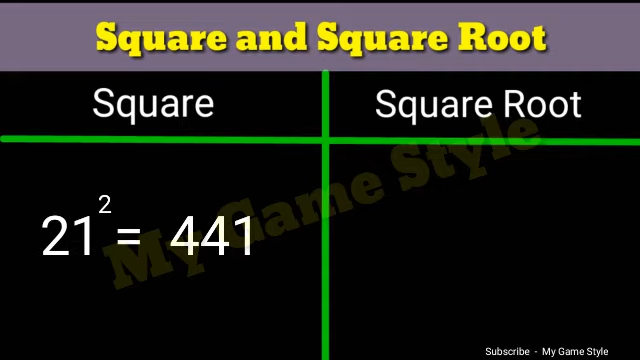 Square and Square Root
Square
Square Root
21² = 441
My Game Style
Subscribe - My Game Style